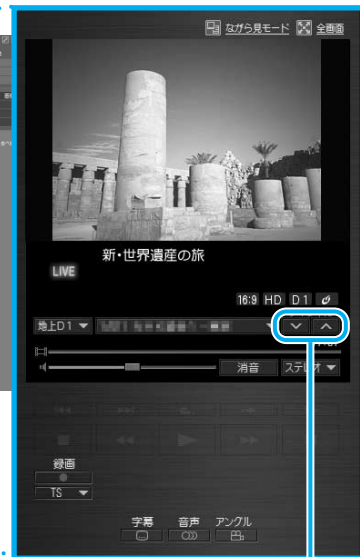 ながら見モード 全画面
新・世界遺産の旅
LIVE
16:9 HD D1
地上D1
消音 ステレオ
録画
TS
字幕 音声 アングル